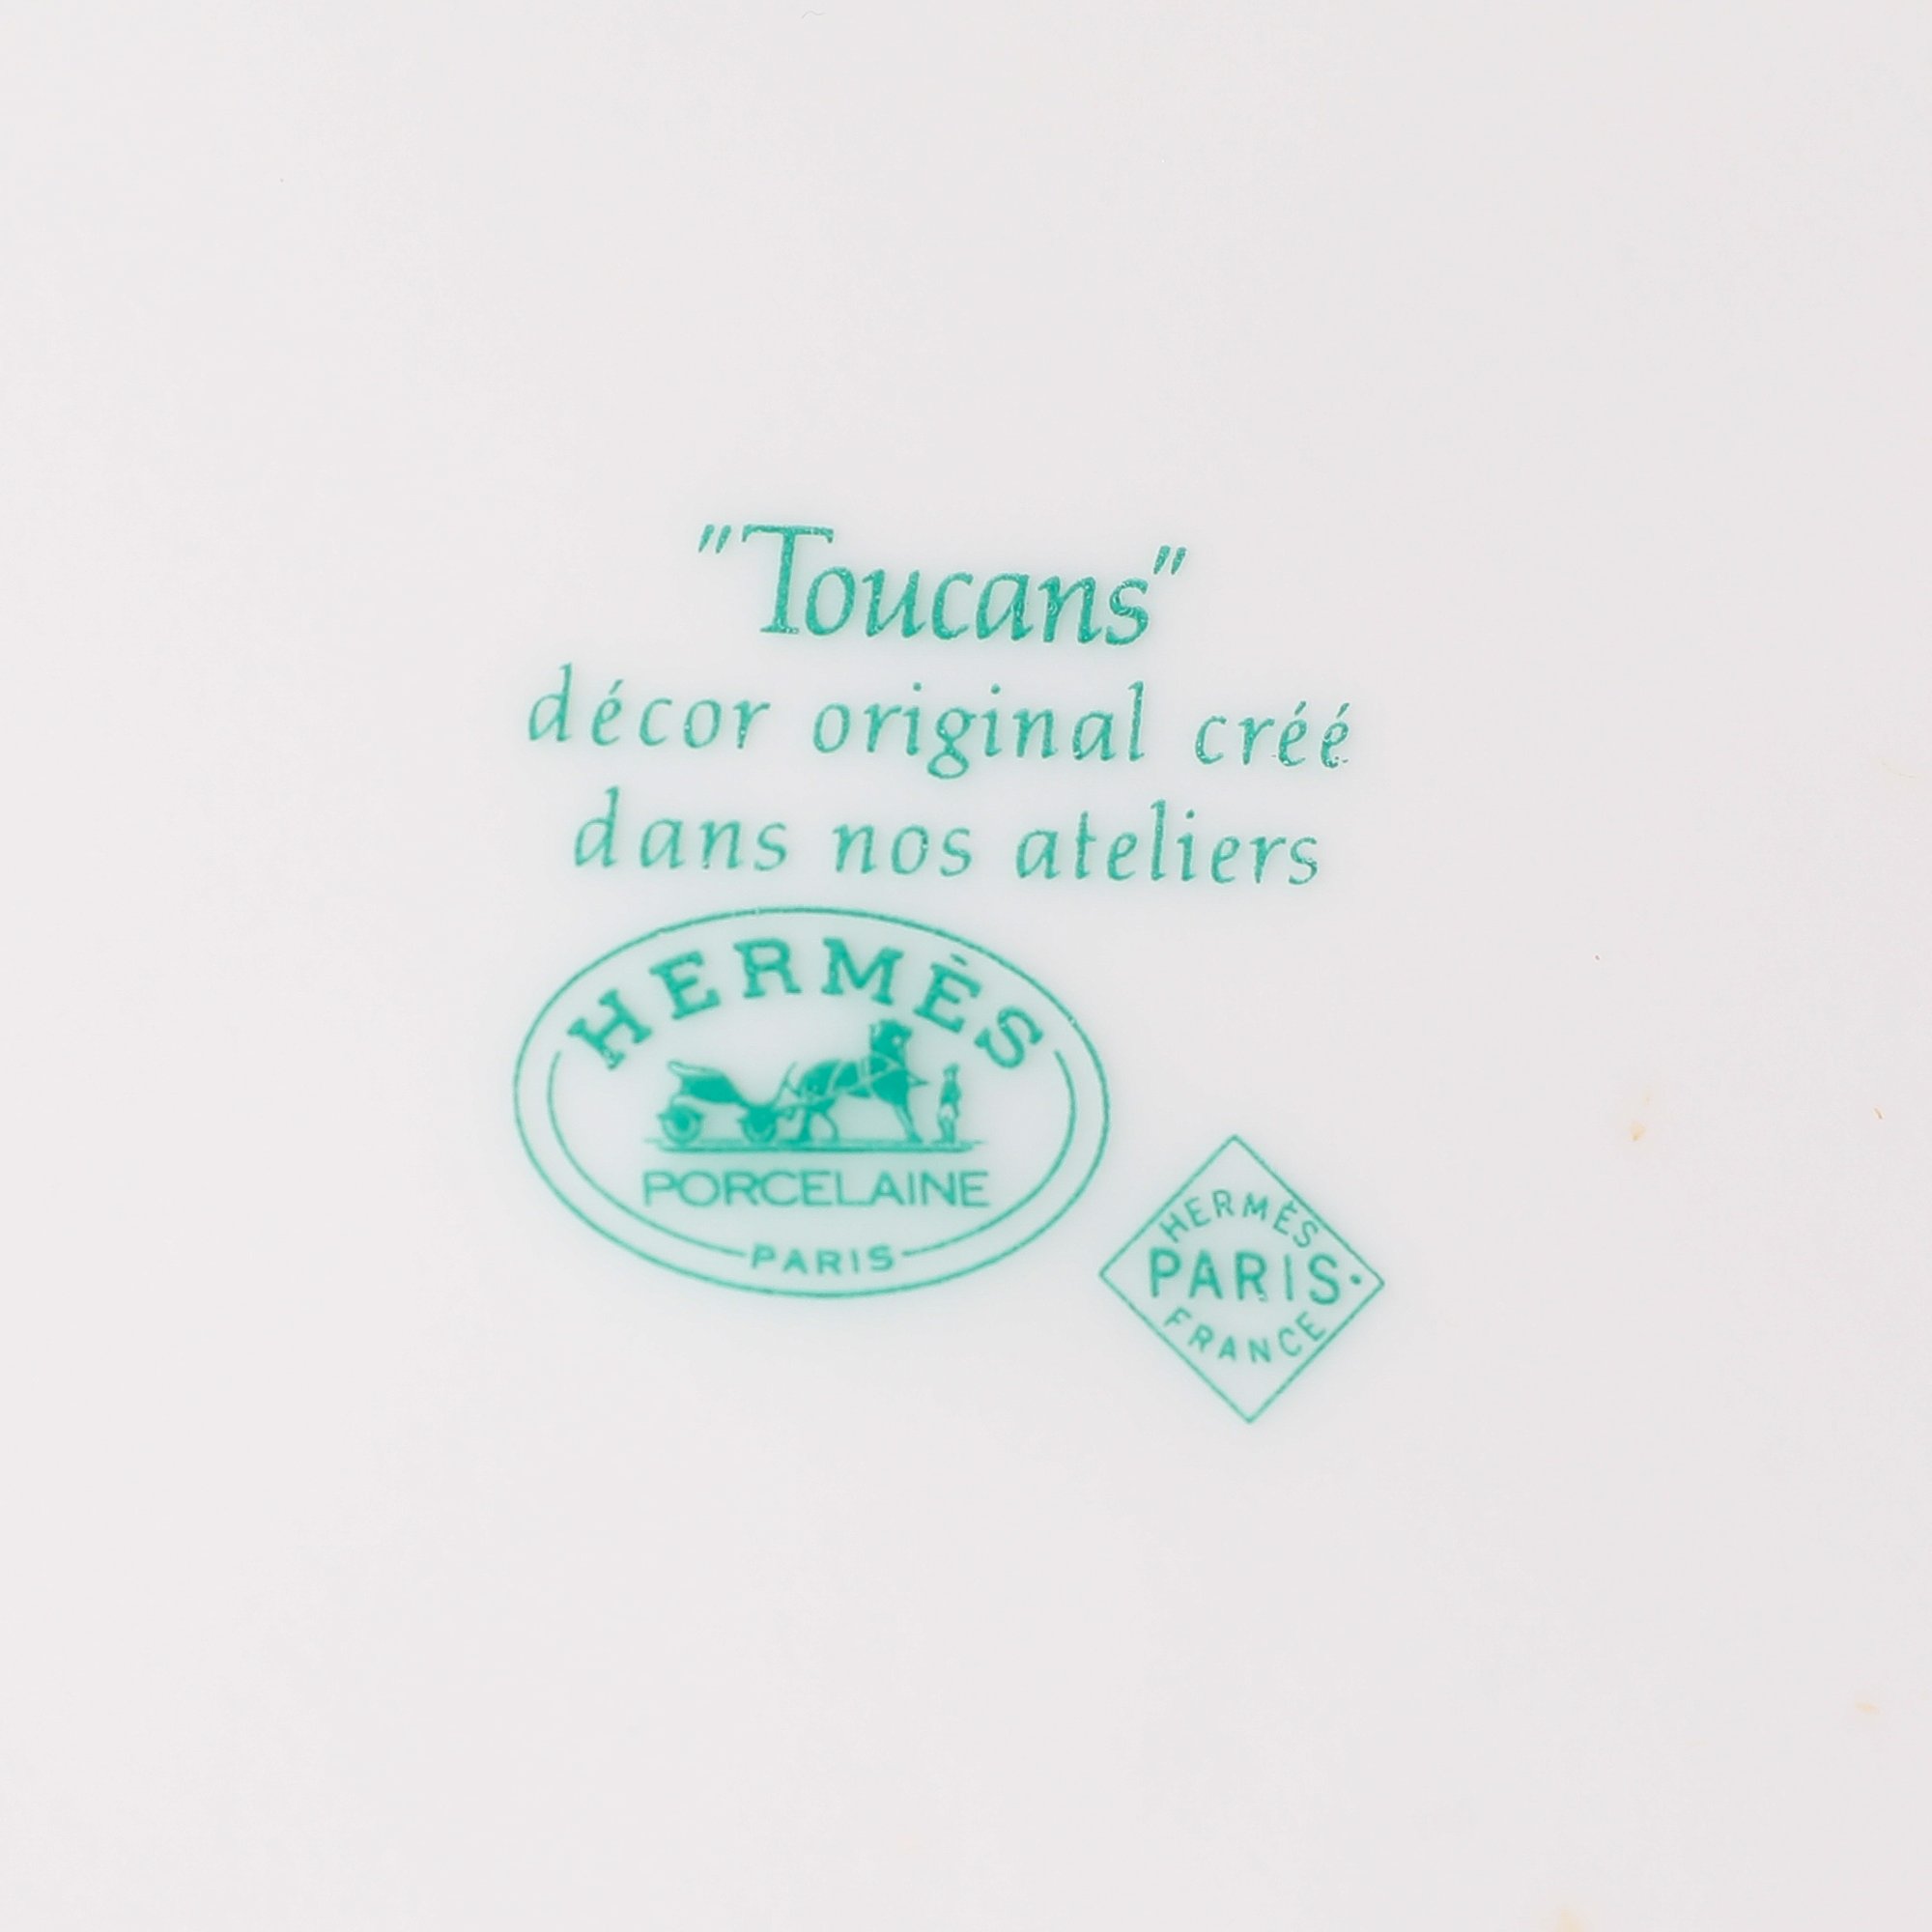 "Toucans"
décor original créé
dans nos ateliers
HERMÈS
PORCELAINE
PARIS
HERMÈS
PARIS
FRANCE